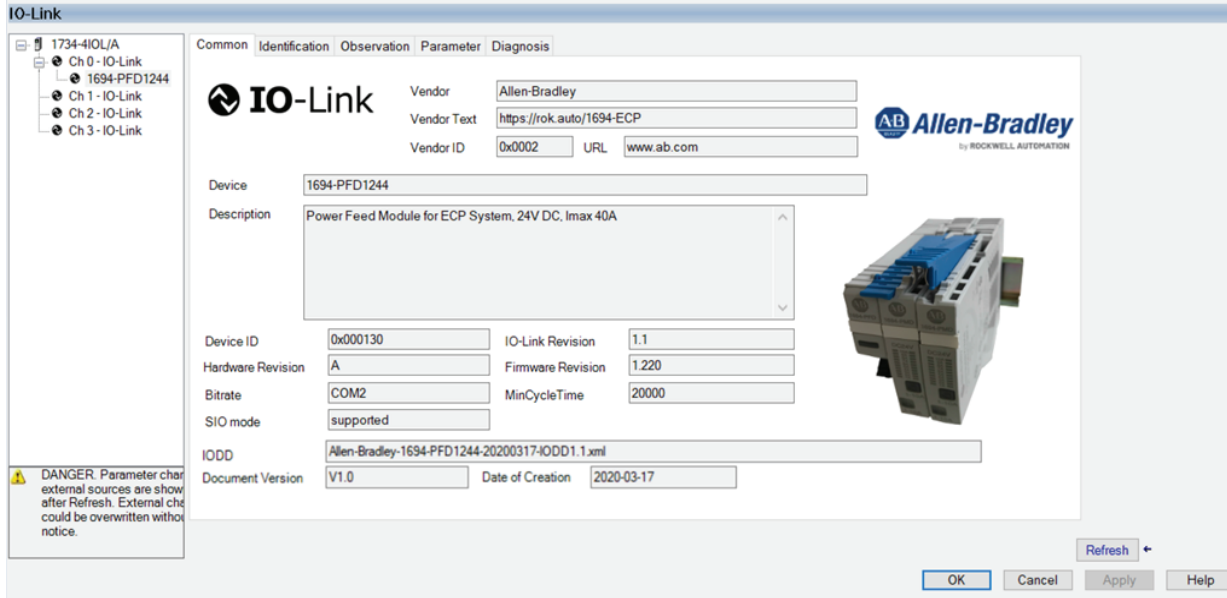 IO-Link
1734-4IOL/A
Ch 0 - IO-Link
1694-PFD1244
Ch 1 - IO-Link
Ch 2 - IO-Link
Ch 3 - IO-Link
DANGER. Parameter char
external sources are show
after Refresh. External cha
could be overwritten withou
notice.
Common Identification Observation Parameter Diagnosis
IO-Link
Vendor Allen-Bradley
Vendor Text https://rok.auto/1694-ECP
Vendor ID 0x0002 URL www.ab.com
AB Allen-Bradley
by ROCKWELL AUTOMATION
Device 1694-PFD1244
Description Power Feed Module for ECP System, 24V DC, Imax 40A
Device ID 0x000130 IO-Link Revision 1.1
Hardware Revision A Firmware Revision 1.220
Bitrate COM2 MinCycleTime 20000
SIO mode supported
IODD Allen-Bradley-1694-PFD1244-20200317-IODD1.1.xml
Document Version V1.0 Date of Creation 2020-03-17
Refresh
OK Cancel Apply Help